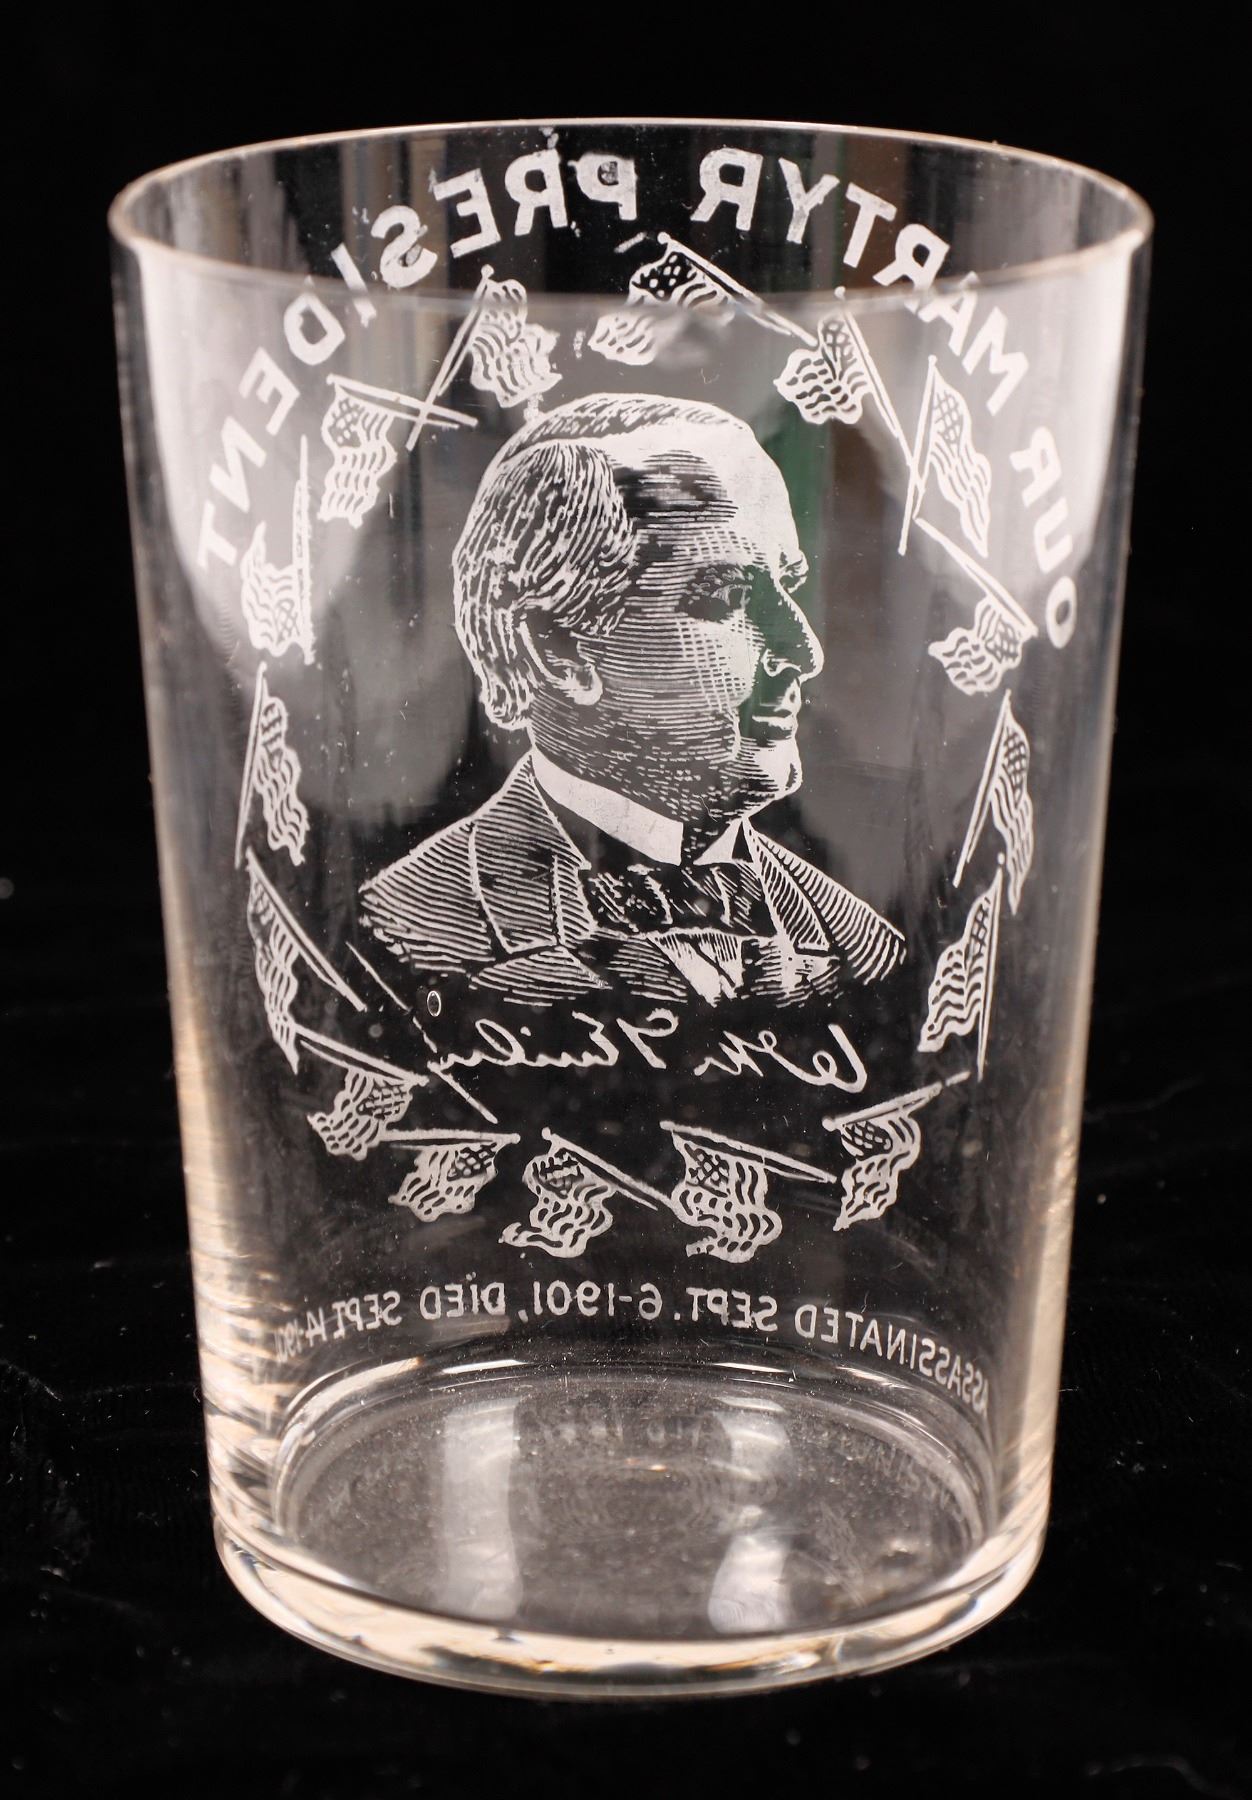 OUR MARTYR PRESIDENT
Wm McKinley
ASSASSINATED SEPT. 6-1901, DIED SEPT. 14-1901